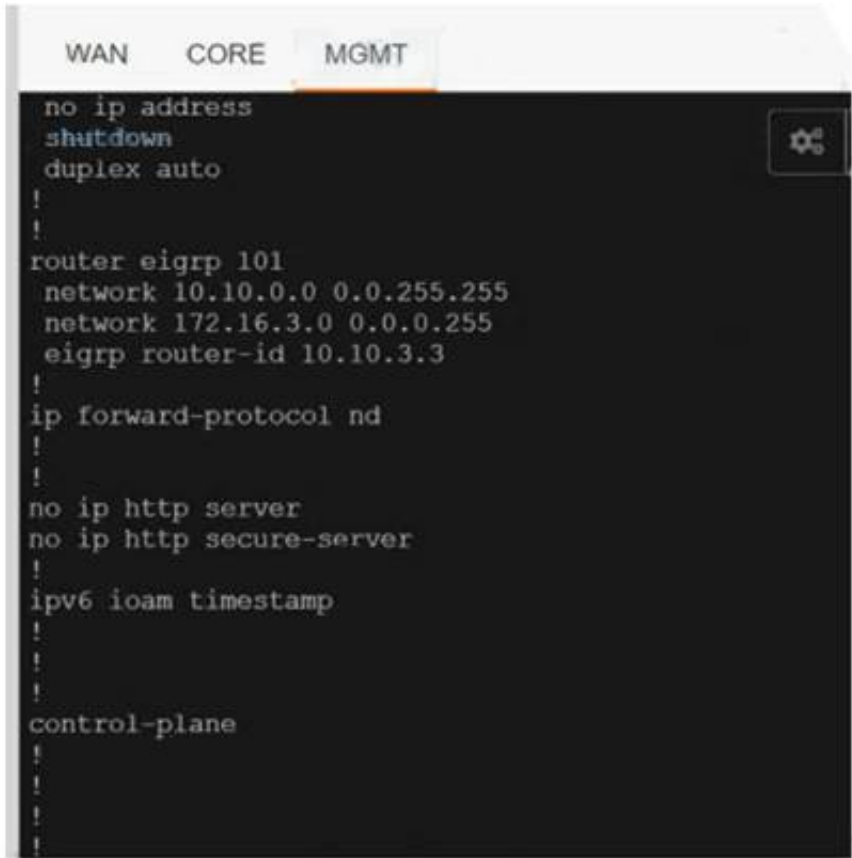 WAN CORE MGMT
no ip address
shutdown
duplex auto
!
!
router eigrp 101
network 10.10.0.0 0.0.255.255
network 172.16.3.0 0.0.0.255
eigrp router-id 10.10.3.3
!
ip forward-protocol nd
!
!
no ip http server
no ip http secure-server
!
ipv6 ioam timestamp
!
!
!
control-plane
!
!
!
!